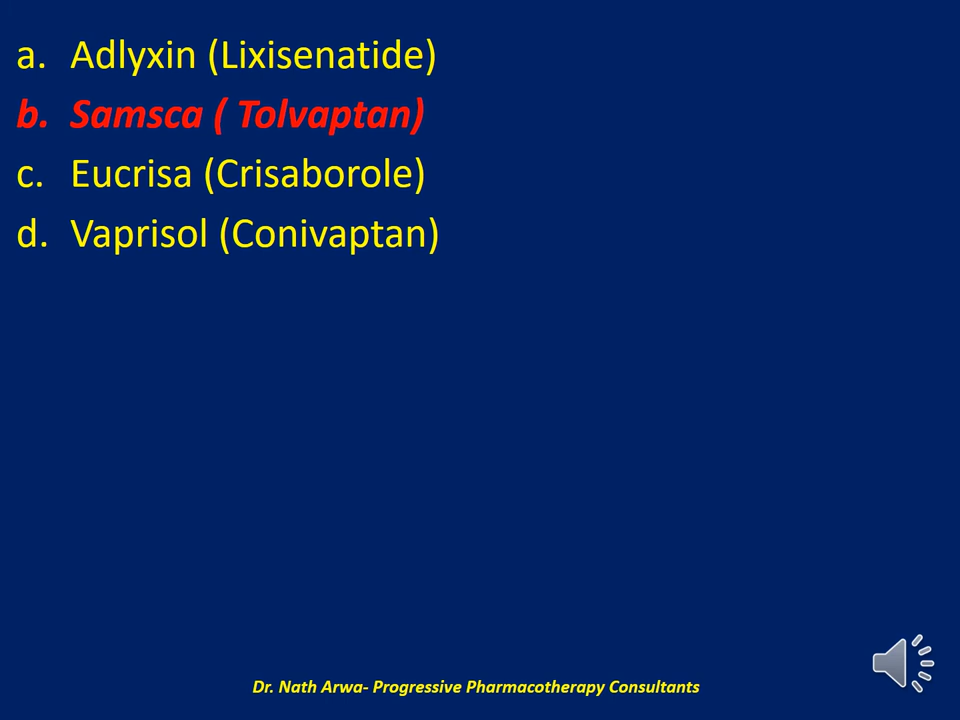 a. Adlyxin (Lixisenatide)
b. Samsca ( Tolvaptan)
c. Eucrisa (Crisaborole)
d. Vaprisol (Conivaptan)
Dr. Nath Arwa- Progressive Pharmacotherapy Consultants